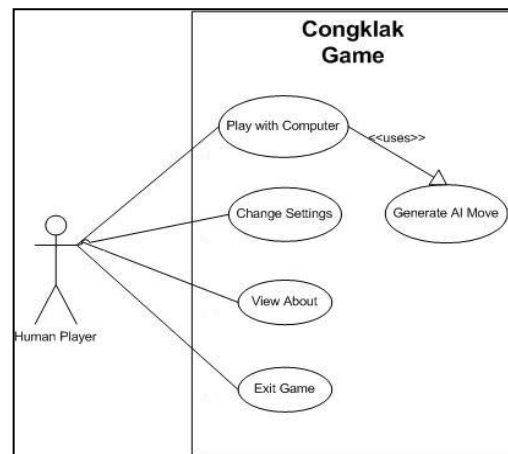 Congklak
Game
Play with Computer
<<uses>>
Change Settings
Generate AI Move
View About
Human Player
Exit Game